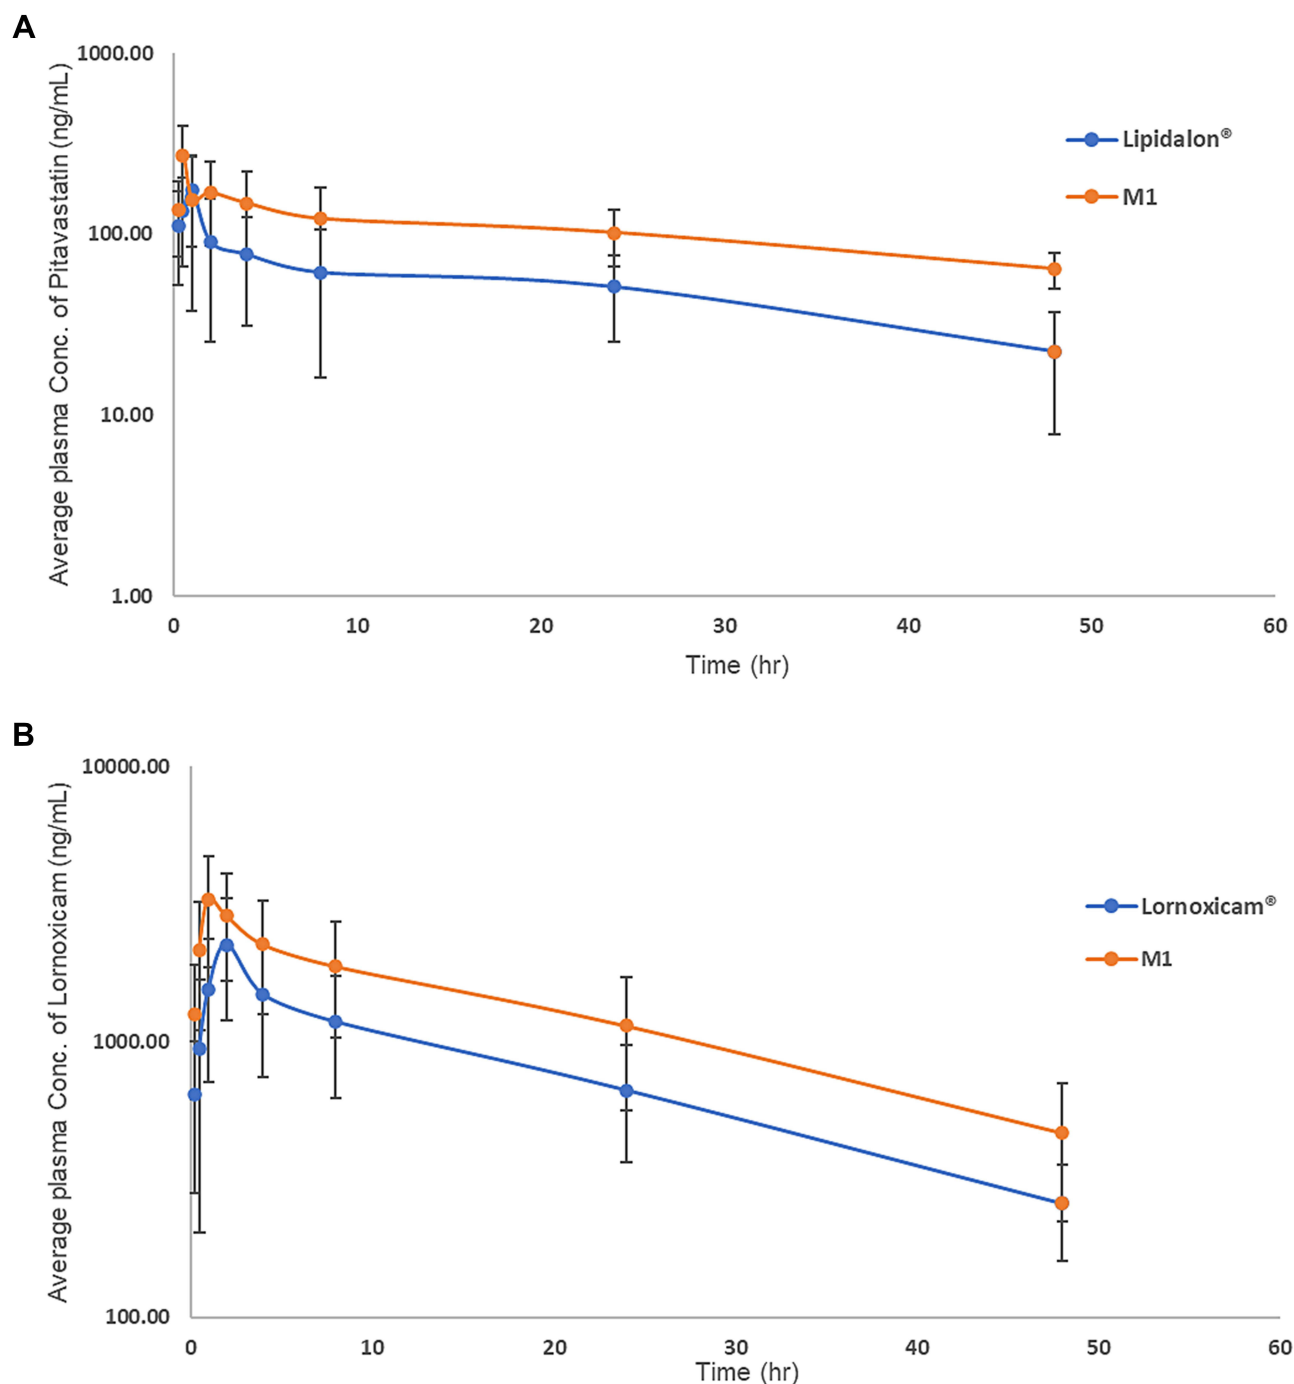 A
1000.00
100.00
10.00
1.00
Average plasma Conc. of Pitavastatin (ng/mL)
Lipidalon®
M1
0 10 20 30 40 50 60
Time (hr)
B
10000.00
1000.00
100.00
Average plasma Conc. of Lornoxicam (ng/mL)
Lornoxicam®
M1
0 10 20 30 40 50 60
Time (hr)